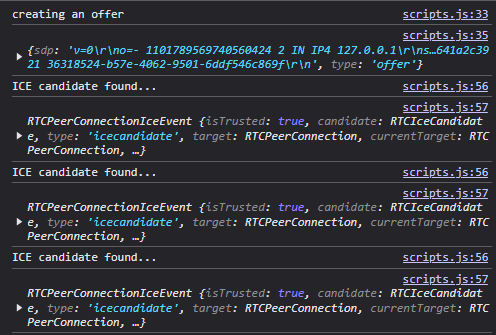 creating an offer scripts.js:33
scripts.js:35
{sdp: 'v=0\r\no=- 1101789569740560424 2 IN IP4 127.0.0.1\r\ns…641a2c39
21 36318524-b57e-4062-9501-6ddf546c869f\r\n', type: 'offer'}
ICE candidate found... scripts.js:56
scripts.js:57
RTCPeerConnectionIceEvent {isTrusted: true, candidate: RTCIceCandidat
e, type: 'icecandidate', target: RTCPeerConnection, currentTarget: RTC
PeerConnection, …}
ICE candidate found... scripts.js:56
scripts.js:57
RTCPeerConnectionIceEvent {isTrusted: true, candidate: RTCIceCandidat
e, type: 'icecandidate', target: RTCPeerConnection, currentTarget: RTC
PeerConnection, …}
ICE candidate found... scripts.js:56
scripts.js:57
RTCPeerConnectionIceEvent {isTrusted: true, candidate: RTCIceCandidat
e, type: 'icecandidate', target: RTCPeerConnection, currentTarget: RTC
PeerConnection, …}